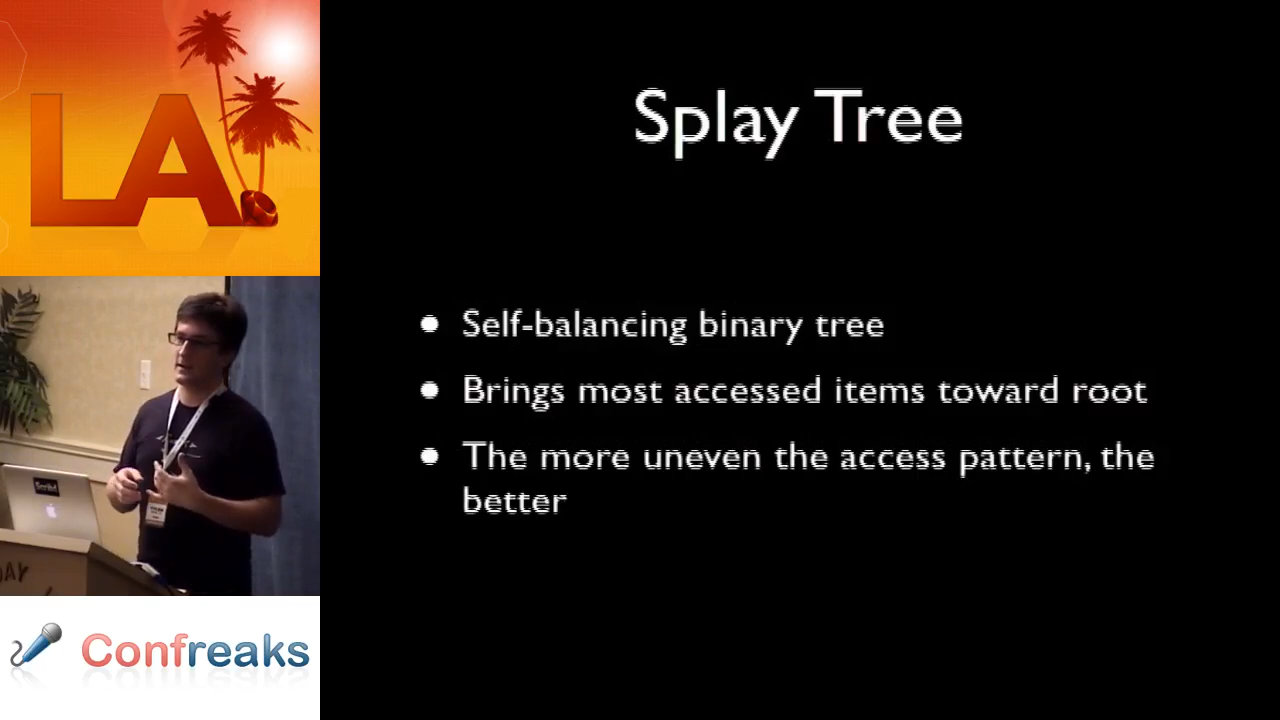 LA
Splay Tree
Self-balancing binary tree
Brings most accessed items toward root
The more uneven the access pattern, the
better
Confreaks